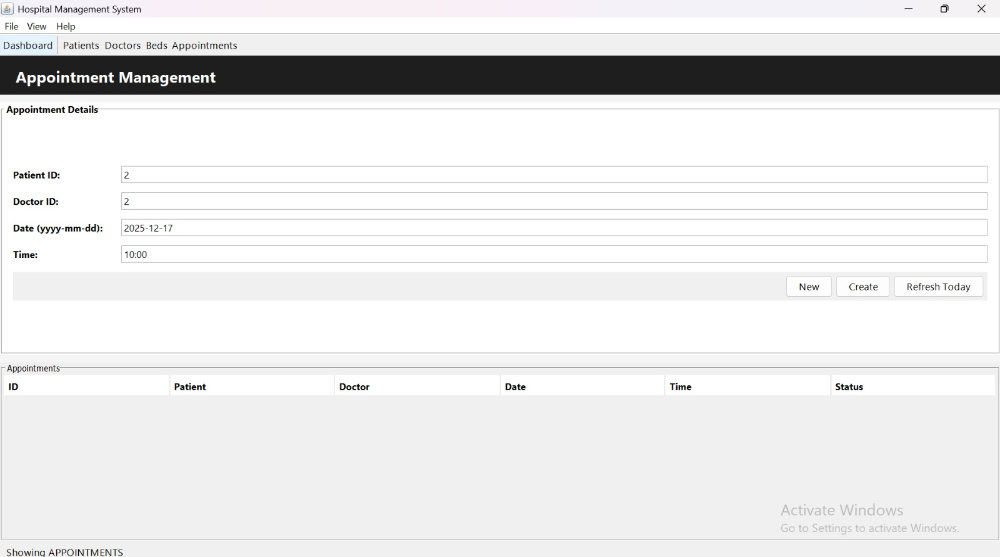 Hospital Management System
File View Help
Dashboard Patients Doctors Beds Appointments
Appointment Management
Appointment Details
Patient ID: 2
Doctor ID: 2
Date (yyyy-mm-dd): 2025-12-17
Time: 10:00
New Create Refresh Today
Appointments
ID Patient Doctor Date Time Status
Activate Windows
Go to Settings to activate Windows.
Showing APPOINTMENTS